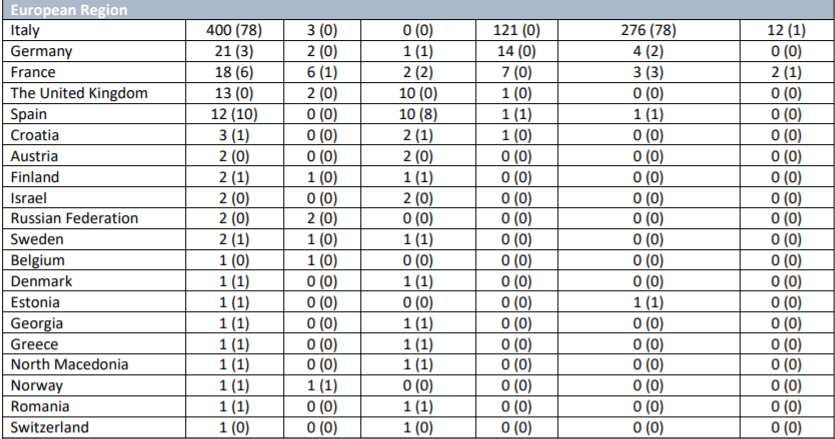 European Region
Italy 400 (78) 3 (0) 0 (0) 121 (0) 276 (78) 12 (1)
Germany 21 (3) 2 (0) 1 (1) 14 (0) 4 (2) 0 (0)
France 18 (6) 6 (1) 2 (2) 7 (0) 3 (3) 2 (1)
The United Kingdom 13 (0) 2 (0) 10 (0) 1 (0) 0 (0) 0 (0)
Spain 12 (10) 0 (0) 10 (8) 1 (1) 1 (1) 0 (0)
Croatia 3 (1) 0 (0) 2 (1) 1 (0) 0 (0) 0 (0)
Austria 2 (0) 0 (0) 2 (0) 0 (0) 0 (0) 0 (0)
Finland 2 (1) 1 (0) 1 (1) 0 (0) 0 (0) 0 (0)
Israel 2 (0) 0 (0) 2 (0) 0 (0) 0 (0) 0 (0)
Russian Federation 2 (0) 2 (0) 0 (0) 0 (0) 0 (0) 0 (0)
Sweden 2 (1) 1 (0) 1 (1) 0 (0) 0 (0) 0 (0)
Belgium 1 (0) 1 (0) 0 (0) 0 (0) 0 (0) 0 (0)
Denmark 1 (1) 0 (0) 1 (1) 0 (0) 0 (0) 0 (0)
Estonia 1 (1) 0 (0) 0 (0) 0 (0) 1 (1) 0 (0)
Georgia 1 (1) 0 (0) 1 (1) 0 (0) 0 (0) 0 (0)
Greece 1 (1) 0 (0) 1 (1) 0 (0) 0 (0) 0 (0)
North Macedonia 1 (1) 0 (0) 1 (1) 0 (0) 0 (0) 0 (0)
Norway 1 (1) 1 (1) 0 (0) 0 (0) 0 (0) 0 (0)
Romania 1 (1) 0 (0) 1 (1) 0 (0) 0 (0) 0 (0)
Switzerland 1 (0) 0 (0) 1 (0) 0 (0) 0 (0) 0 (0)